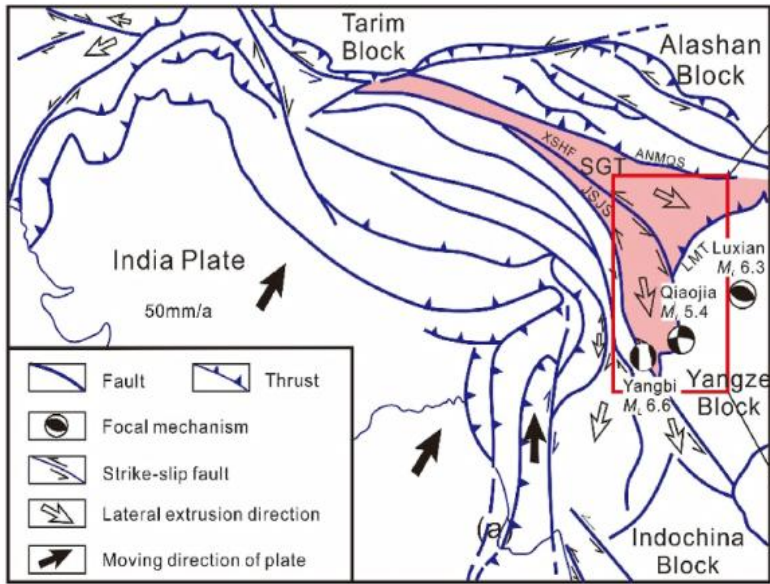 Tarim
Block
Alashan
Block
XSHF
ANMQS
SGT
JSJS
India Plate
50mm/a
LMT
Luxian
ML 6.3
Qiaojia
ML 5.4
Yangbi
ML 6.6
Yangze
Block
Indochina
Block
(a)
Fault
Thrust
Focal mechanism
Strike-slip fault
Lateral extrusion direction
Moving direction of plate